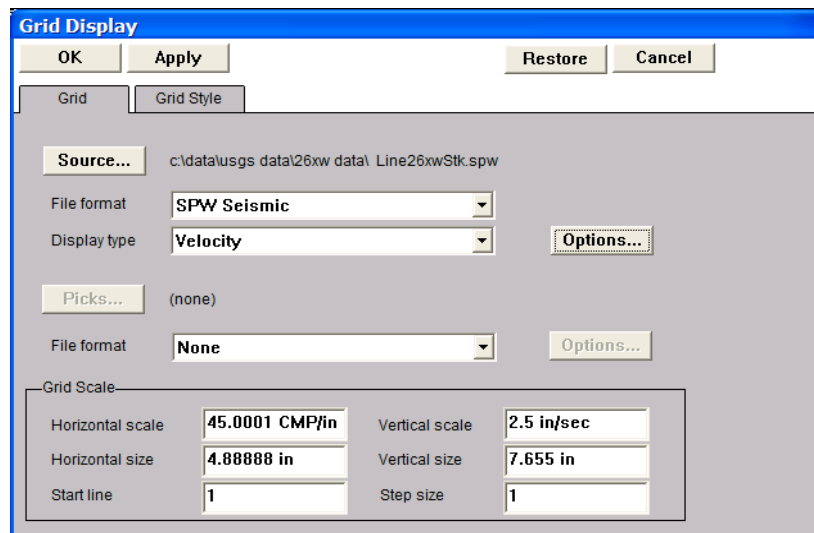 Grid Display
OK Apply Restore Cancel
Grid Grid Style
Source... c:\data\usgs data\26xw data\ Line26xwStk.spw
File format SPW Seismic
Display type Velocity Options...
Picks... (none)
File format None Options...
Grid Scale
Horizontal scale 45.0001 CMP/in Vertical scale 2.5 in/sec
Horizontal size 4.88888 in Vertical size 7.655 in
Start line 1 Step size 1